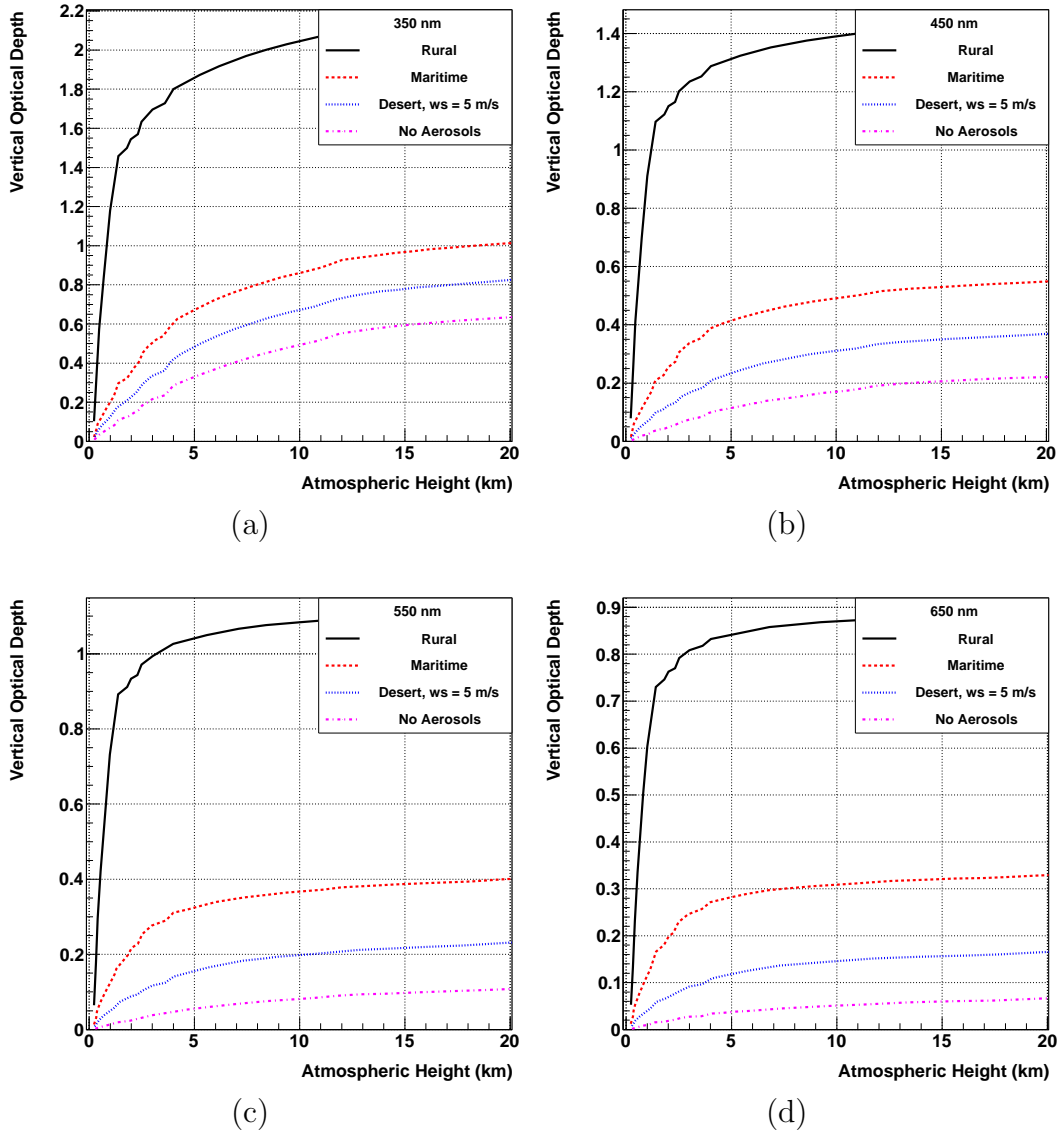 Vertical Optical Depth
2.2
2
1.8
1.6
1.4
1.2
1
0.8
0.6
0.4
0.2
0
350 nm
Rural
Maritime
Desert, ws = 5 m/s
No Aerosols
0 5 10 15 20
Atmospheric Height (km)
(a)
Vertical Optical Depth
1.4
1.2
1
0.8
0.6
0.4
0.2
0
450 nm
Rural
Maritime
Desert, ws = 5 m/s
No Aerosols
0 5 10 15 20
Atmospheric Height (km)
(b)
Vertical Optical Depth
1
0.8
0.6
0.4
0.2
0
550 nm
Rural
Maritime
Desert, ws = 5 m/s
No Aerosols
0 5 10 15 20
Atmospheric Height (km)
(c)
Vertical Optical Depth
0.9
0.8
0.7
0.6
0.5
0.4
0.3
0.2
0.1
0
650 nm
Rural
Maritime
Desert, ws = 5 m/s
No Aerosols
0 5 10 15 20
Atmospheric Height (km)
(d)